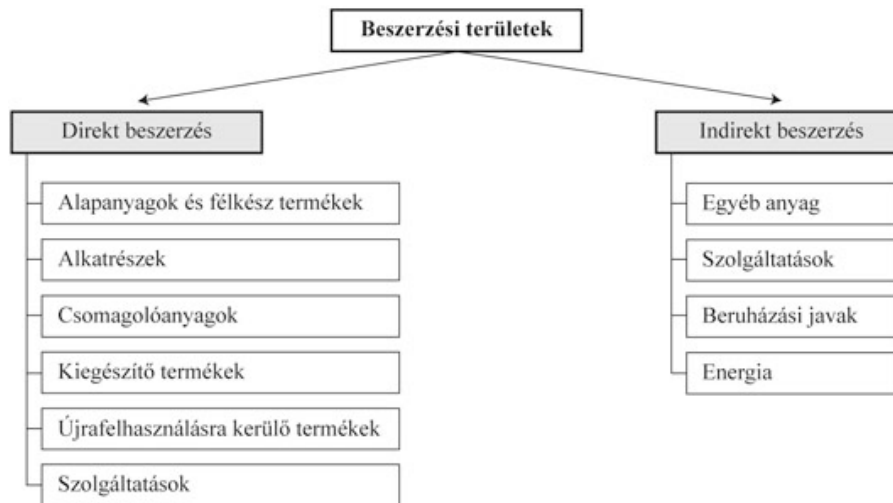 Beszerzési területek
Direkt beszerzés
Alapanyagok és félkész termékek
Alkatrészek
Csomagolóanyagok
Kiegészítő termékek
Újrafelhasználásra kerülő termékek
Szolgáltatások
Indirekt beszerzés
Egyéb anyag
Szolgáltatások
Beruházási javak
Energia